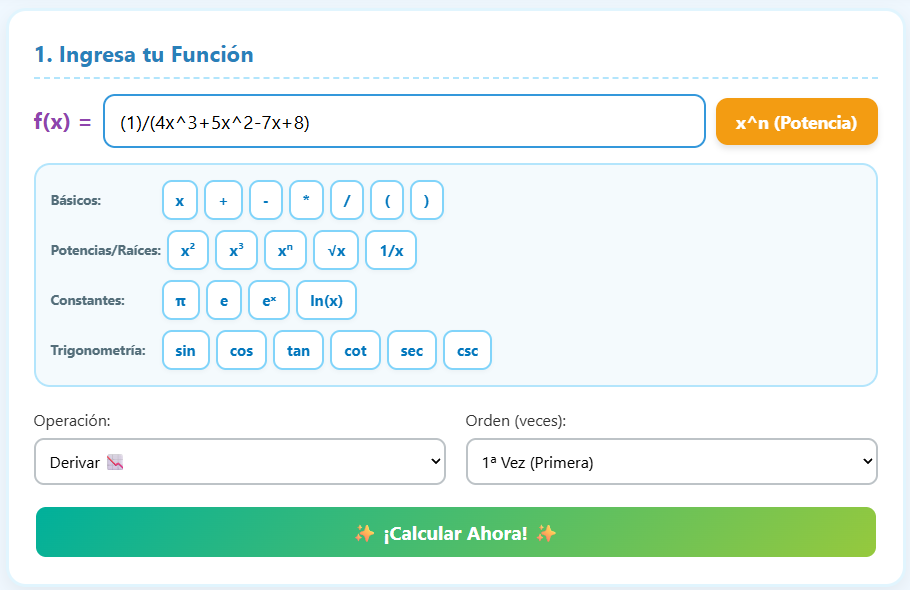 1. Ingresa tu Función
f(x) = (1)/(4x^3+5x^2-7x+8) x^n (Potencia)
Básicos: x + - * / ( )
Potencias/Raíces: x² x³ xⁿ √x 1/x
Constantes: π e eˣ ln(x)
Trigonometría: sin cos tan cot sec csc
Operación: Orden (veces):
Derivar 📉 1ª Vez (Primera)
✨ ¡Calcular Ahora! ✨